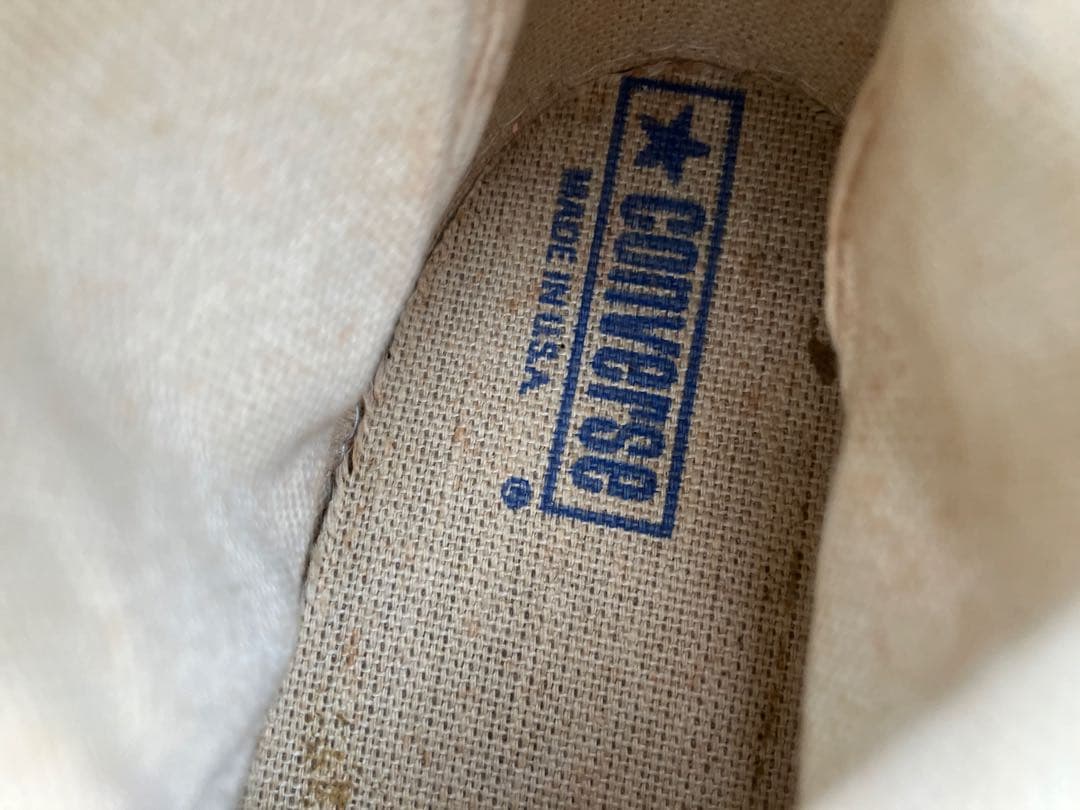 ★ converse
MADE IN U.S.A.
®